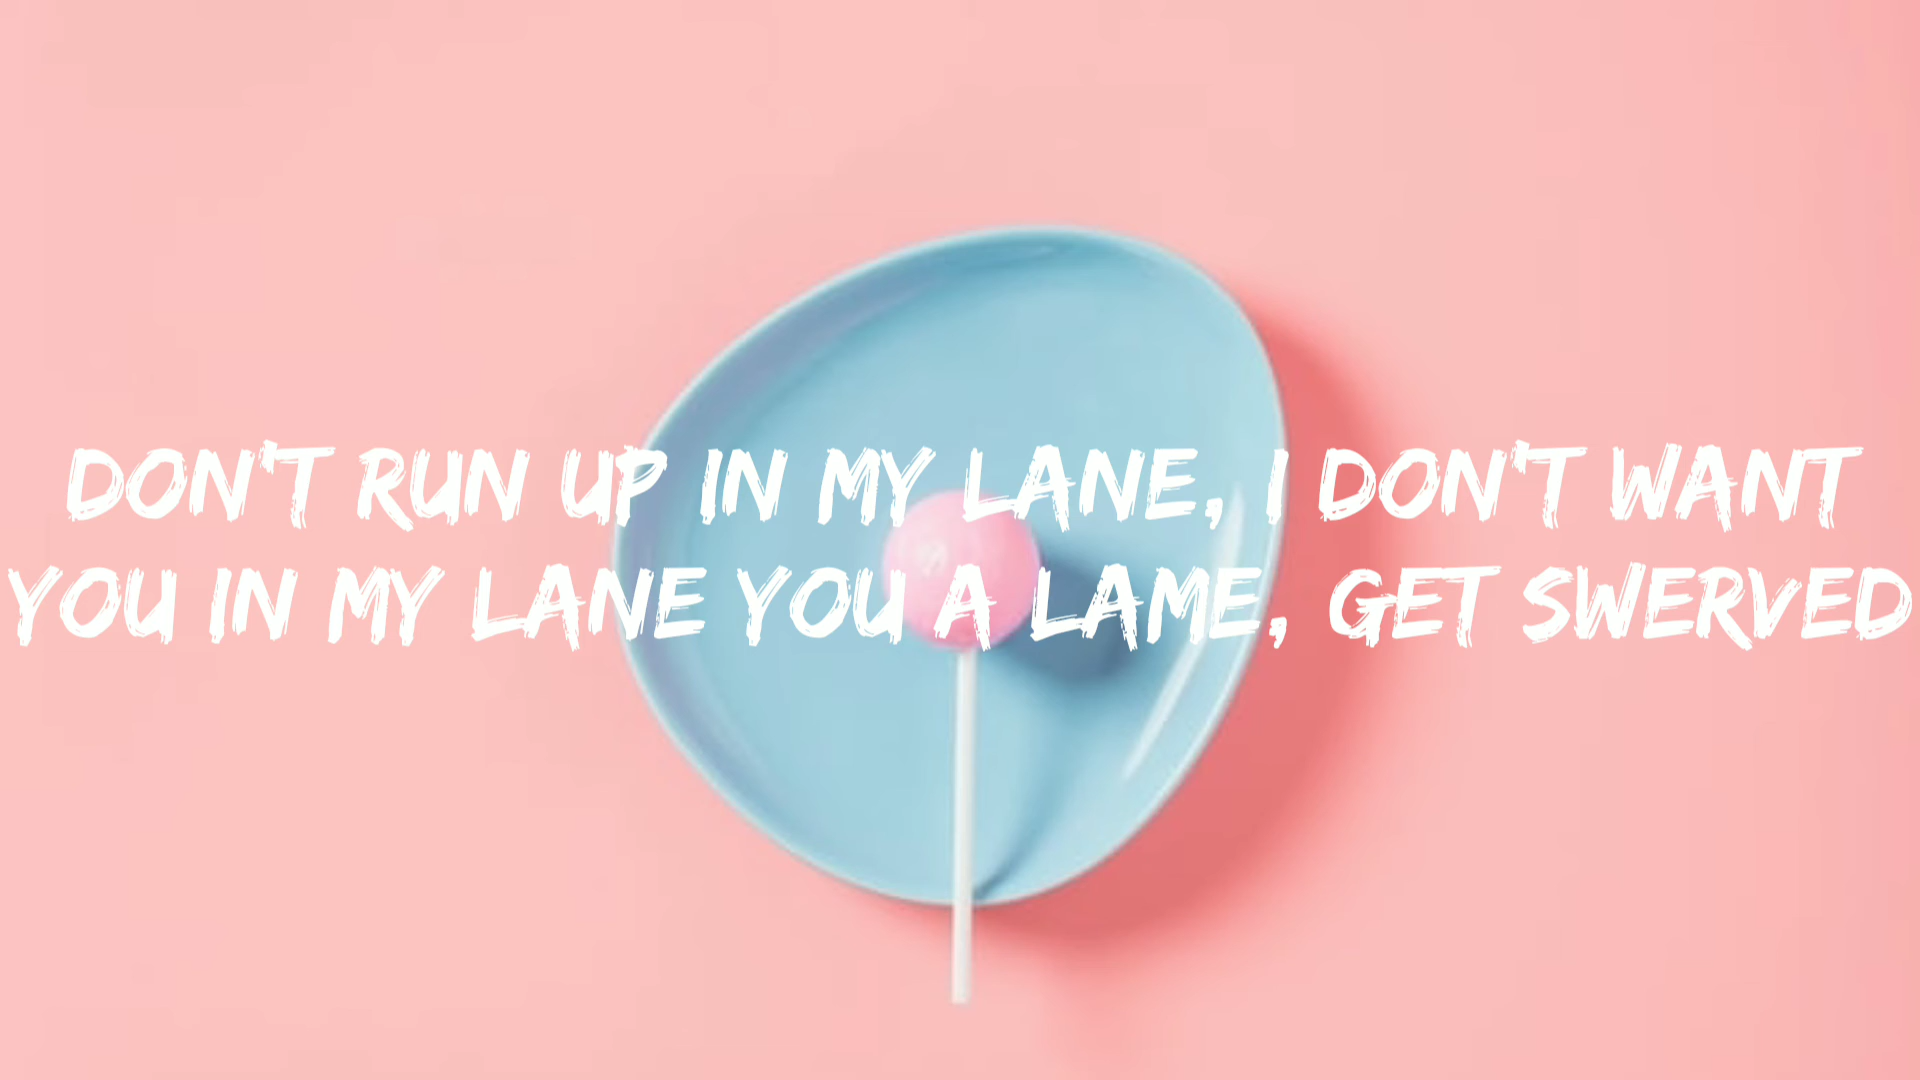 DON'T RUN UP IN MY LANE, I DON'T WANT
YOU IN MY LANE YOU A LAME, GET SWERVED